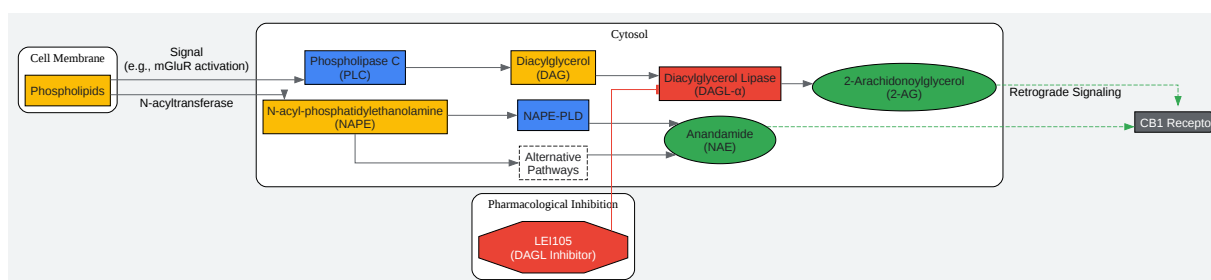 Cell Membrane
Phospholipids
Signal
(e.g., mGluR activation)
N-acyltransferase
Cytosol
Phospholipase C
(PLC)
Diacylglycerol
(DAG)
Diacylglycerol Lipase
(DAGL-α)
2-Arachidonoylglycerol
(2-AG)
N-acyl-phosphatidylethanolamine
(NAPE)
NAPE-PLD
Anandamide
(NAE)
Alternative
Pathways
Retrograde Signaling
CB1 Recepto
Pharmacological Inhibition
LEI105
(DAGL Inhibitor)